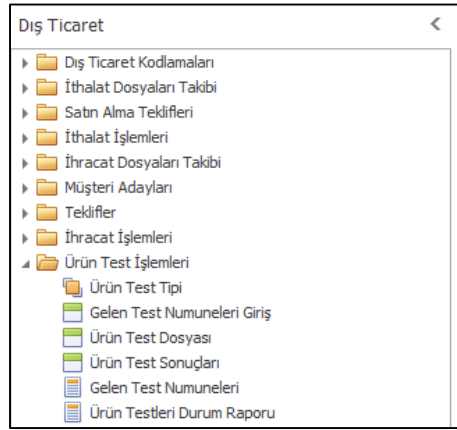 Dış Ticaret
Dış Ticaret Kodlamaları
İthalat Dosyaları Takibi
Satın Alma Teklifleri
İthalat İşlemleri
İhracat Dosyaları Takibi
Müşteri Adayları
Teklifler
İhracat İşlemleri
Ürün Test İşlemleri
Ürün Test Tipi
Gelen Test Numuneleri Giriş
Ürün Test Dosyası
Ürün Test Sonuçları
Gelen Test Numuneleri
Ürün Testleri Durum Raporu